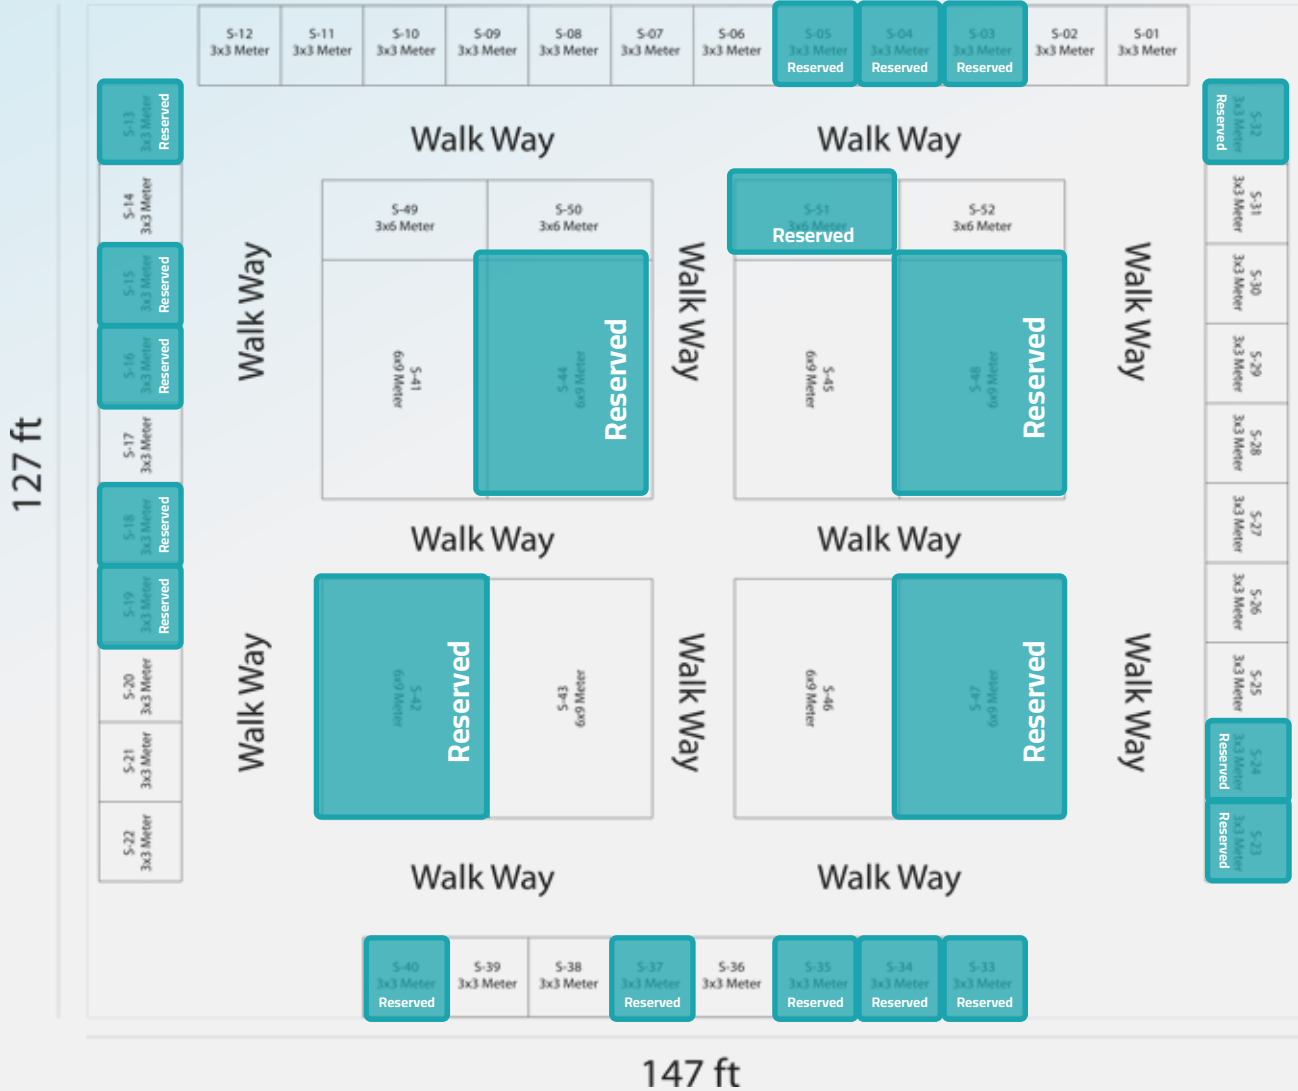 S-12
3x3 Meter
S-11
3x3 Meter
S-10
3x3 Meter
S-09
3x3 Meter
S-08
3x3 Meter
S-07
3x3 Meter
S-06
3x3 Meter
S-05
3x3 Meter
Reserved
S-04
3x3 Meter
Reserved
S-03
3x3 Meter
Reserved
S-02
3x3 Meter
S-01
3x3 Meter
S-13
3x3 Meter
Reserved
S-14
3x3 Meter
S-15
3x3 Meter
Reserved
S-16
3x3 Meter
Reserved
S-17
3x3 Meter
S-18
3x3 Meter
Reserved
S-19
3x3 Meter
Reserved
S-20
3x3 Meter
S-21
3x3 Meter
S-22
3x3 Meter
127 ft
Walk Way
Walk Way
Walk Way
Walk Way
S-49
3x6 Meter
S-50
3x6 Meter
S-41
6x9 Meter
S-44
6x9 Meter
Reserved
Walk Way
S-51
3x6 Meter
Reserved
S-52
3x6 Meter
S-45
6x9 Meter
S-48
6x9 Meter
Reserved
Walk Way
Walk Way
Walk Way
S-42
6x9 Meter
Reserved
S-43
6x9 Meter
Walk Way
S-46
6x9 Meter
S-47
6x9 Meter
Reserved
Walk Way
Walk Way
Walk Way
S-32
3x3 Meter
Reserved
S-31
3x3 Meter
S-30
3x3 Meter
S-29
3x3 Meter
S-28
3x3 Meter
S-27
3x3 Meter
S-26
3x3 Meter
S-25
3x3 Meter
S-24
3x3 Meter
Reserved
S-23
3x3 Meter
Reserved
S-40
3x3 Meter
Reserved
S-39
3x3 Meter
S-38
3x3 Meter
S-37
3x3 Meter
Reserved
S-36
3x3 Meter
S-35
3x3 Meter
Reserved
S-34
3x3 Meter
Reserved
S-33
3x3 Meter
Reserved
147 ft